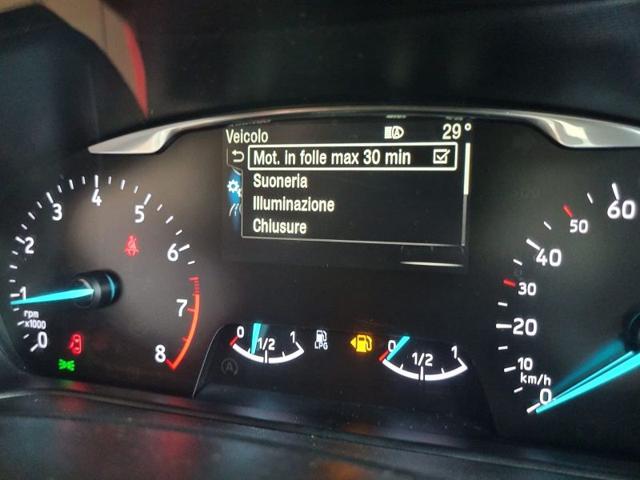 Veicolo A 29°
Mot. in folle max 30 min
Suoneria
Illuminazione
Chiusure
0 1 2 3 4 5 6 7 8
rpm
x1000
0 1/2 1
LPG
A
0 1/2 1
0 10 20 30 40 50 60
km/h